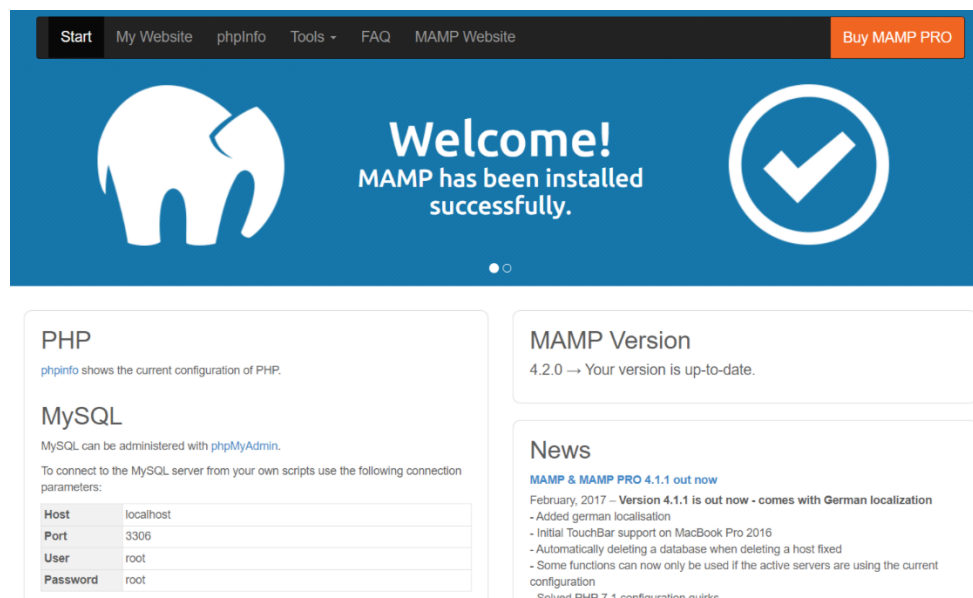 Start My Website phpInfo Tools FAQ MAMP Website Buy MAMP PRO
Welcome!
MAMP has been installed
successfully.
PHP
phpinfo shows the current configuration of PHP.
MySQL
MySQL can be administered with phpMyAdmin.
To connect to the MySQL server from your own scripts use the following connection
parameters:
Host localhost
Port 3306
User root
Password root
MAMP Version
4.2.0 → Your version is up-to-date.
News
MAMP & MAMP PRO 4.1.1 out now
February, 2017 – Version 4.1.1 is out now - comes with German localization
- Added german localisation
- Initial TouchBar support on MacBook Pro 2016
- Automatically deleting a database when deleting a host fixed
- Some functions can now only be used if the active servers are using the current
configuration
- Solved PHP 7.1 configuration quirks